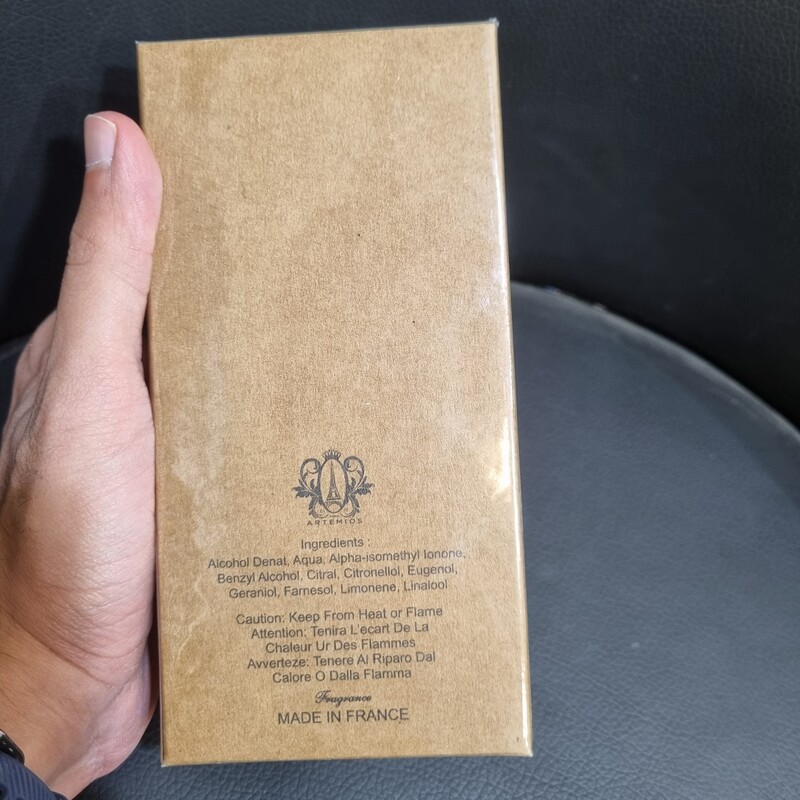 ARTEMIOS
Ingredients :
Alcohol Denat, Aqua, Alpha-isomethyl Ionone,
Benzyl Alcohol, Citral, Citronellol, Eugenol,
Geraniol, Farnesol, Limonene, Linalool
Caution: Keep From Heat or Flame
Attention: Tenira L'ecart De La
Chaleur Ur Des Flammes
Avverteze: Tenere Al Riparo Dal
Calore O Dalla Flamma
Fragrance
MADE IN FRANCE